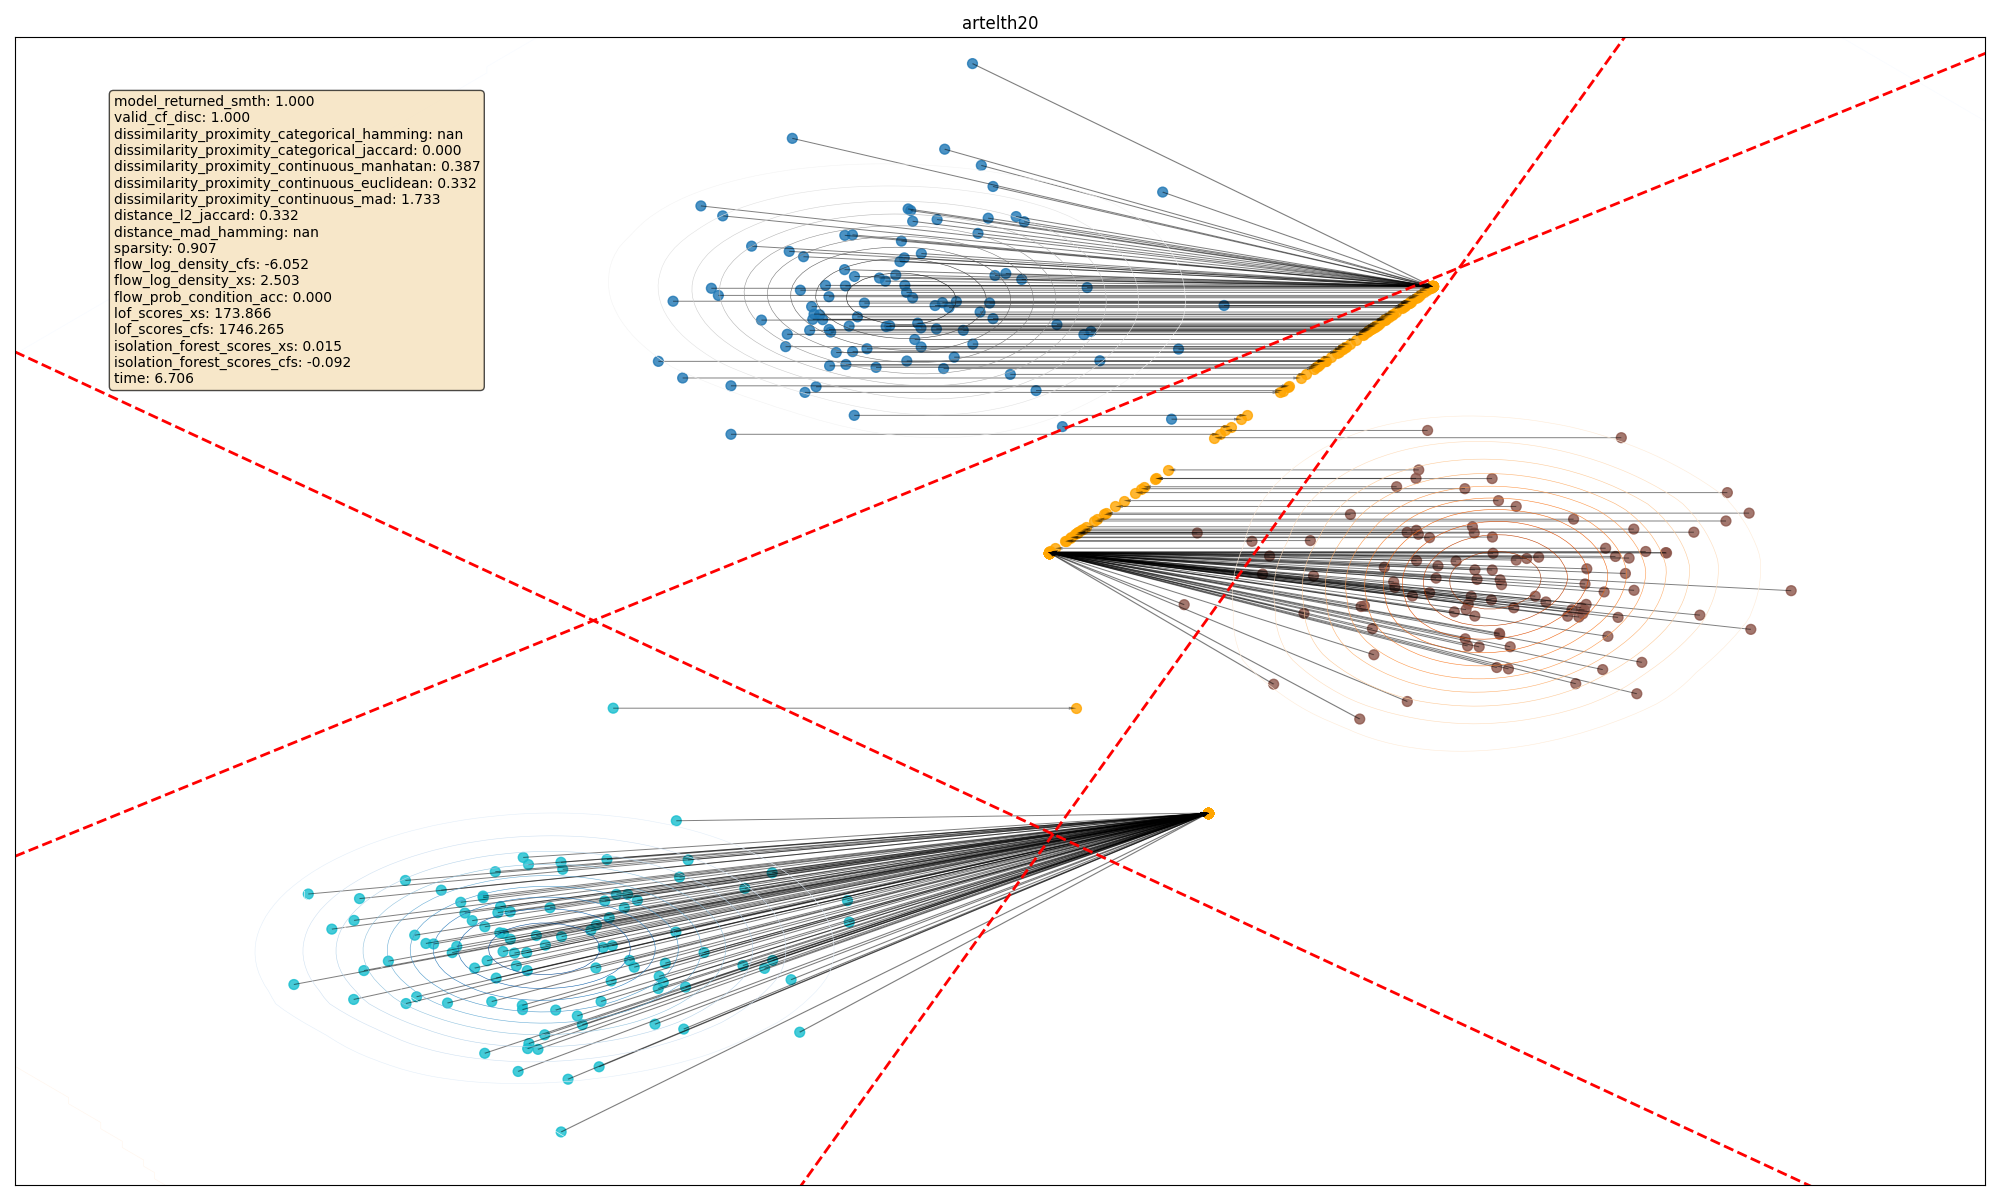 artelth20
model_returned_smth: 1.000
valid_cf_disc: 1.000
dissimilarity_proximity_categorical_hamming: nan
dissimilarity_proximity_categorical_jaccard: 0.000
dissimilarity_proximity_continuous_manhatan: 0.387
dissimilarity_proximity_continuous_euclidean: 0.332
dissimilarity_proximity_continuous_mad: 1.733
distance_l2_jaccard: 0.332
distance_mad_hamming: nan
sparsity: 0.907
flow_log_density_cfs: -6.052
flow_log_density_xs: 2.503
flow_prob_condition_acc: 0.000
lof_scores_xs: 173.866
lof_scores_cfs: 1746.265
isolation_forest_scores_xs: 0.015
isolation_forest_scores_cfs: -0.092
time: 6.706